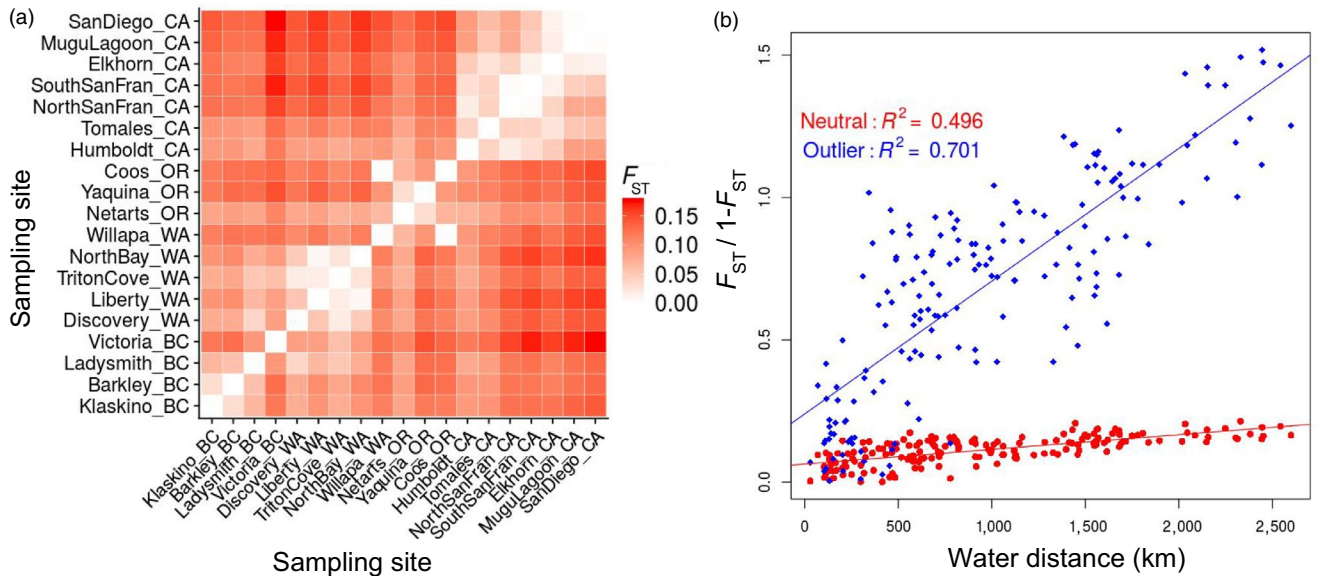 (a)
Sampling site
SanDiego_CA
MuguLagoon_CA
Elkhorn_CA
SouthSanFran_CA
NorthSanFran_CA
Tomales_CA
Humboldt_CA
Coos_OR
Yaquina_OR
Netarts_OR
Willapa_WA
NorthBay_WA
TritonCove_WA
Liberty_WA
Discovery_WA
Victoria_BC
Ladysmith_BC
Barkley_BC
Klaskino_BC
Klaskino_BC
Barkley_BC
Ladysmith_BC
Victoria_BC
Discovery_WA
Liberty_WA
TritonCove_WA
NorthBay_WA
Willapa_WA
Netarts_OR
Yaquina_OR
Coos_OR
Humboldt_CA
Tomales_CA
NorthSanFran_CA
SouthSanFran_CA
Elkhorn_CA
MuguLagoon_CA
SanDiego_CA
Sampling site
FST
0.15
0.10
0.05
0.00
(b)
FST / 1-FST
1.5
1.0
0.5
0.0
Neutral : R² = 0.496
Outlier : R² = 0.701
0
500
1,000
1,500
2,000
2,500
Water distance (km)